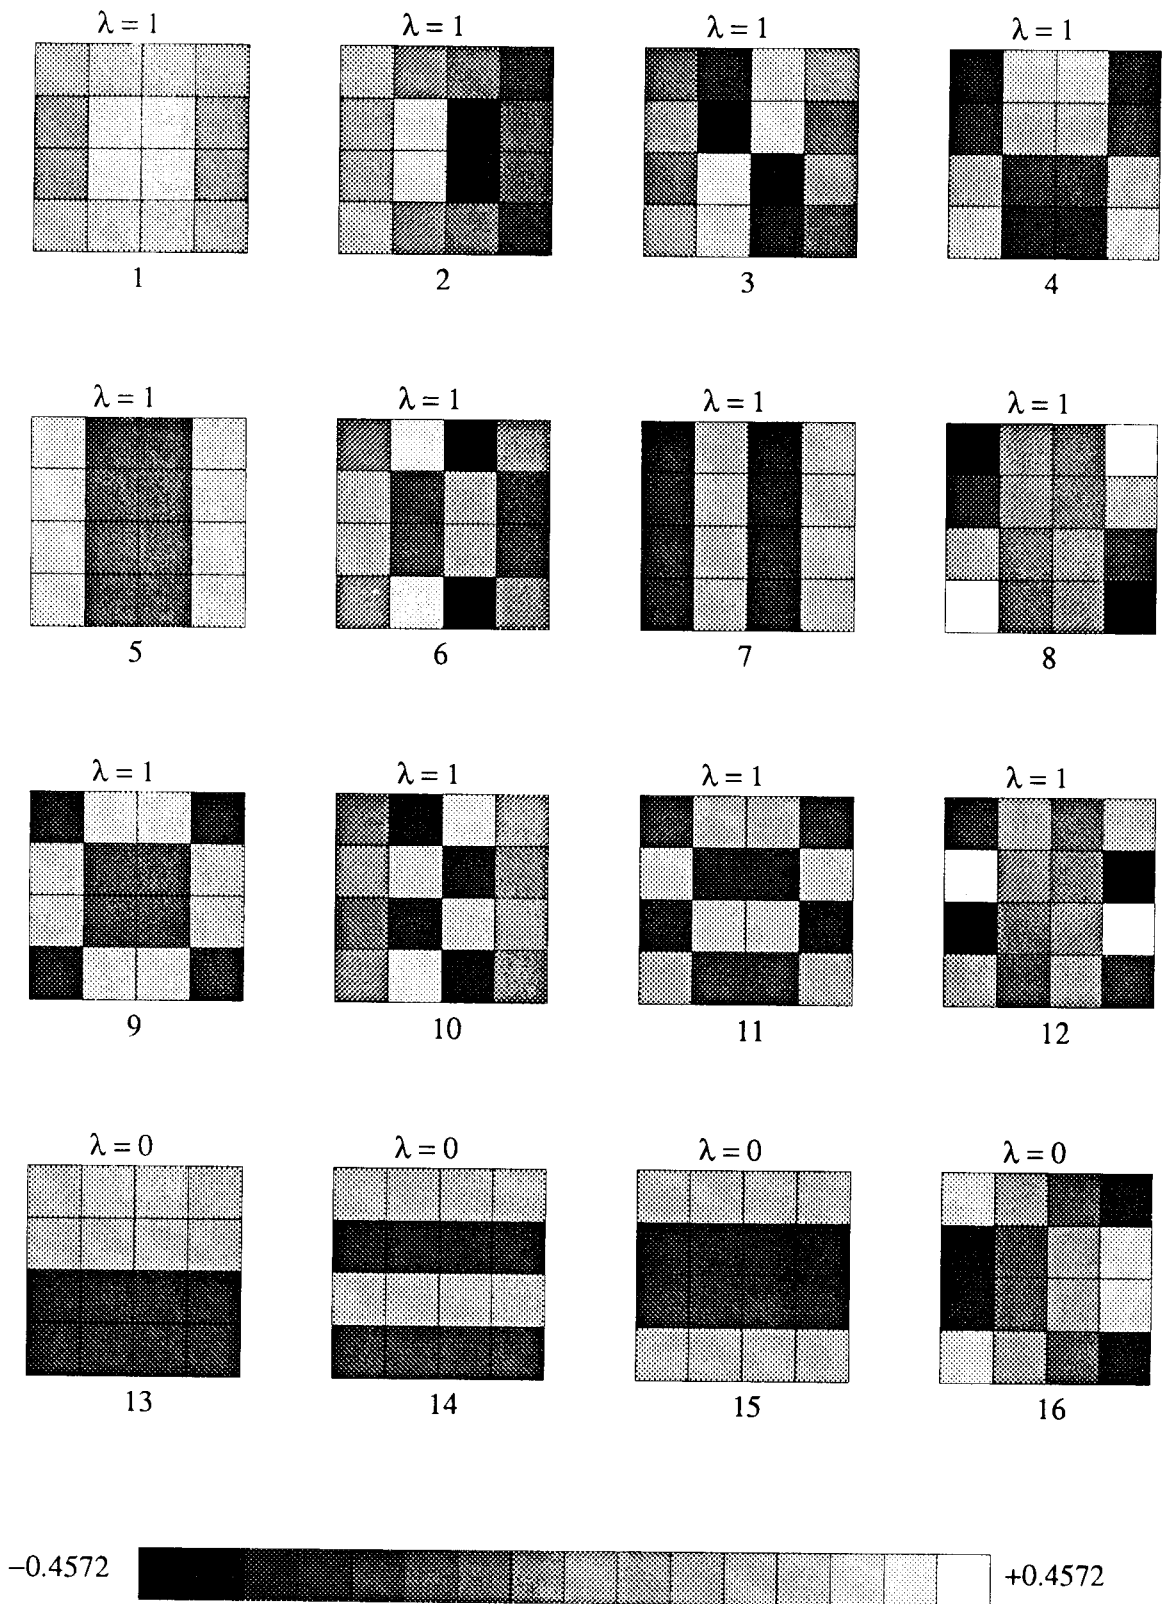 λ = 1 λ = 1 λ = 1 λ = 1
1 2 3 4
λ = 1 λ = 1 λ = 1 λ = 1
5 6 7 8
λ = 1 λ = 1 λ = 1 λ = 1
9 10 11 12
λ = 0 λ = 0 λ = 0 λ = 0
13 14 15 16
−0.4572 +0.4572